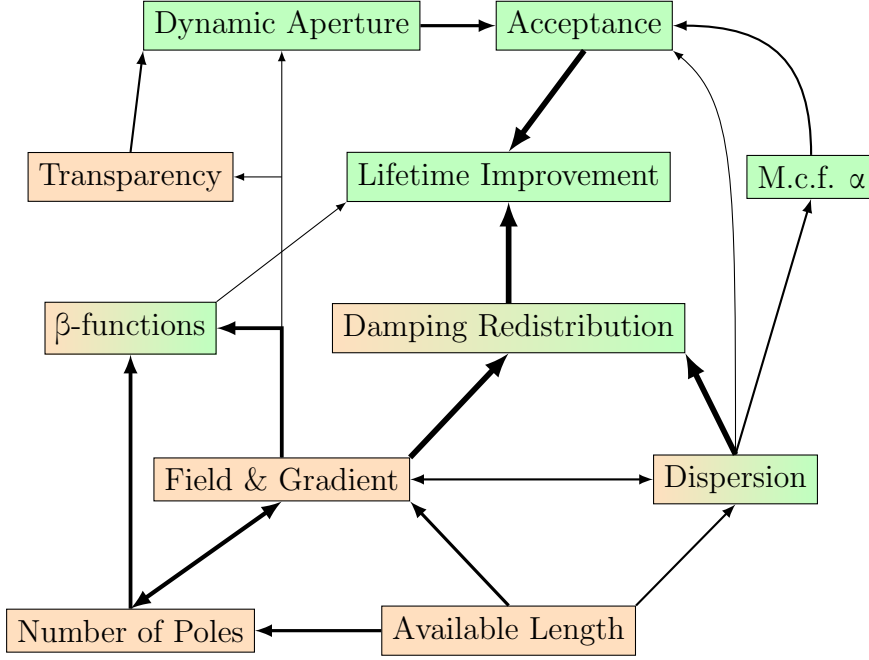 Dynamic Aperture
Acceptance
Transparency
Lifetime Improvement
M.c.f. α
β-functions
Damping Redistribution
Field & Gradient
Dispersion
Number of Poles
Available Length